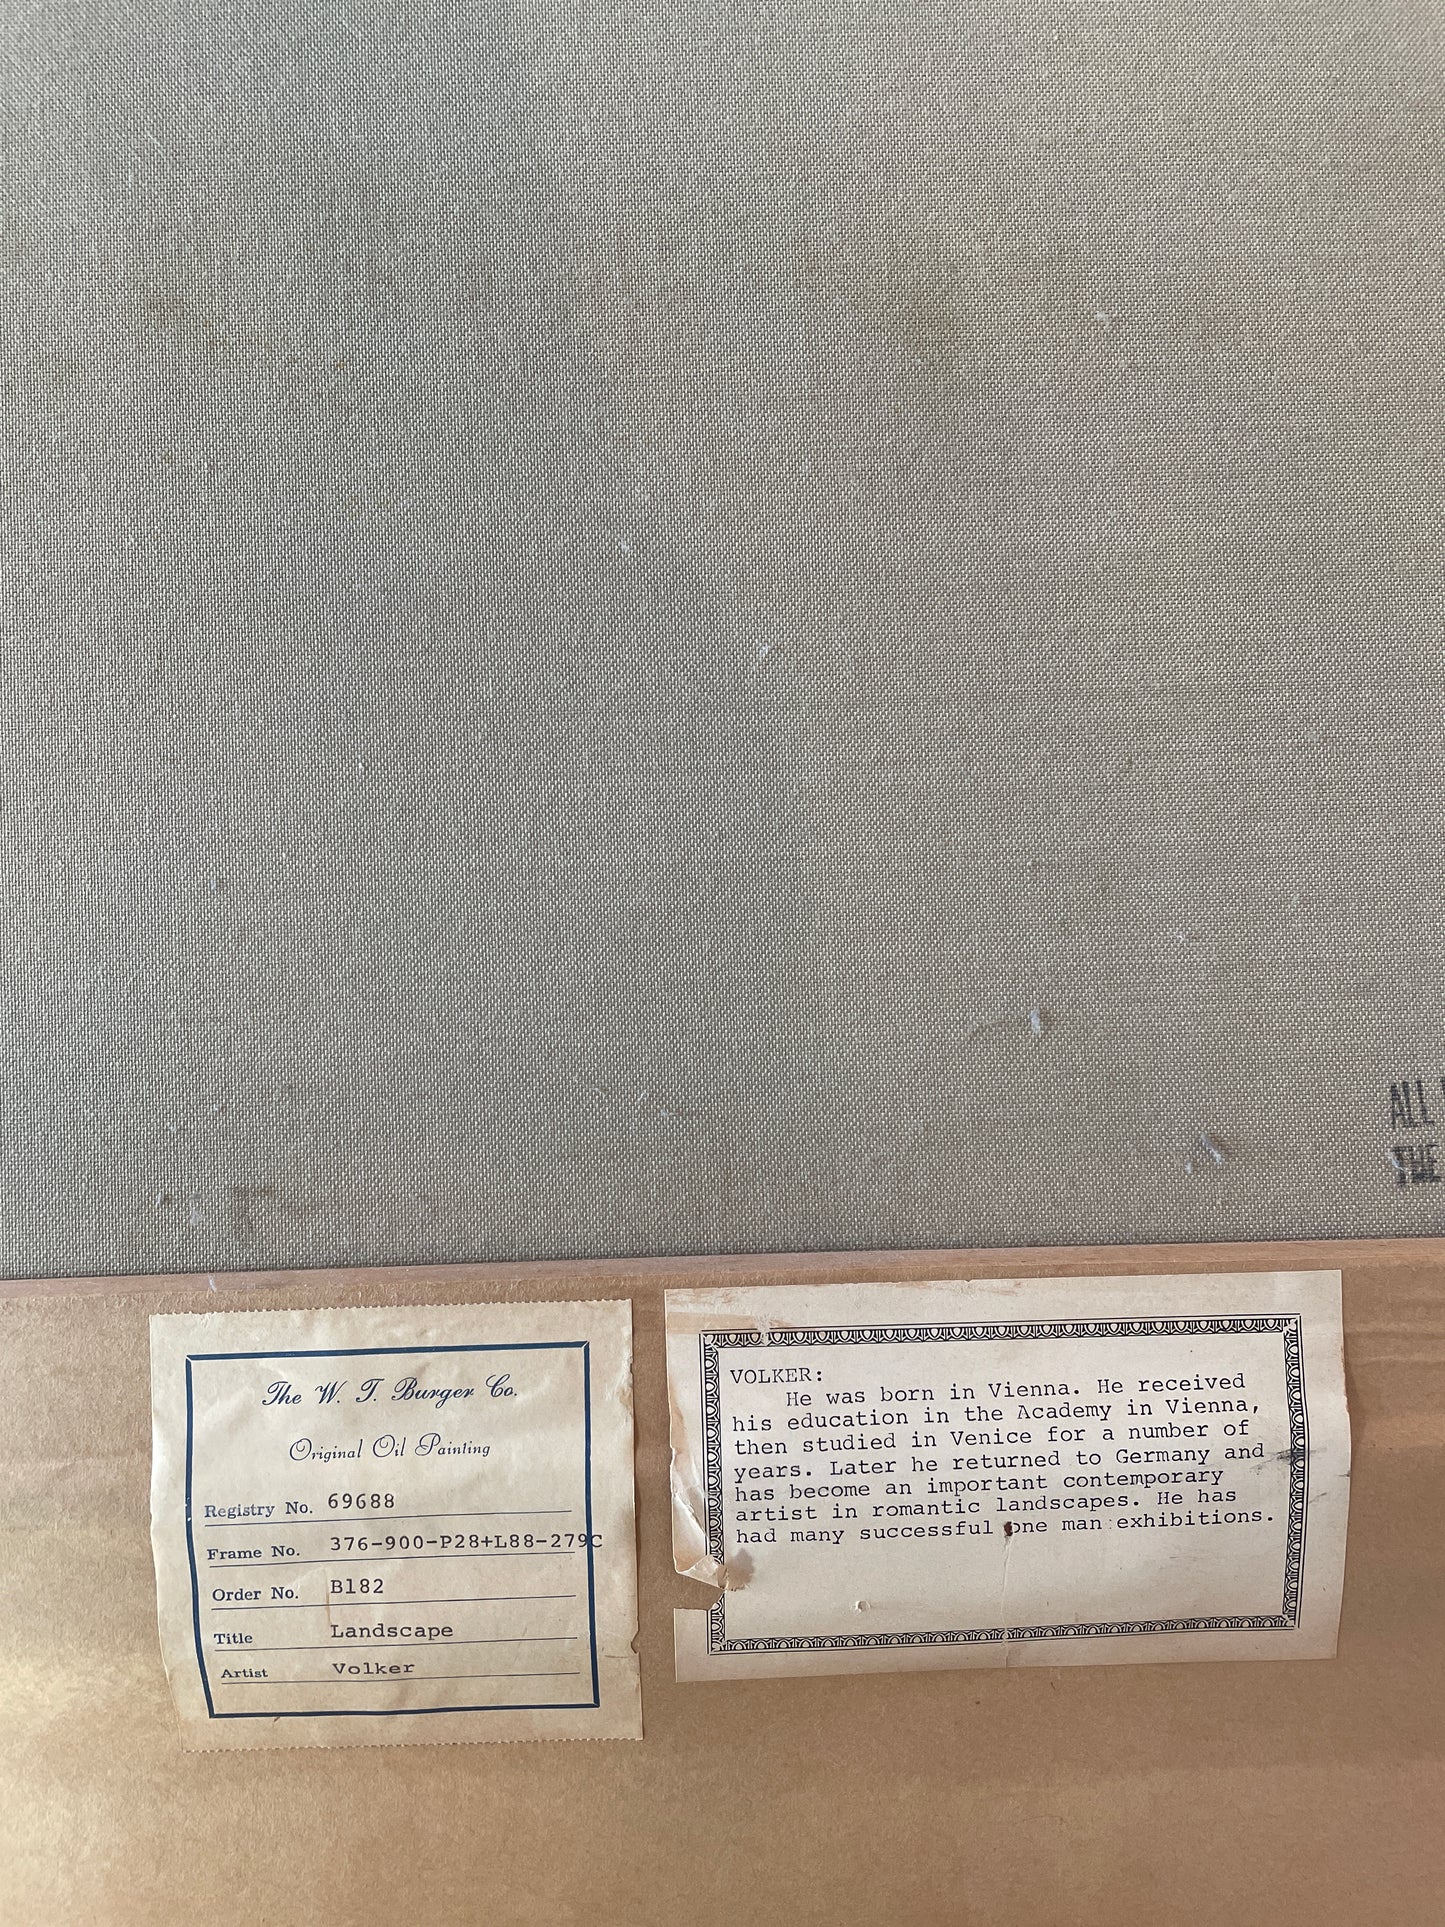 ALL
THE
The W. T. Burger Co.
Original Oil Painting
Registry No. 69688
Frame No. 376-900-P28+L88-279C
Order No. B182
Title Landscape
Artist Volker
VOLKER:
He was born in Vienna. He received
his education in the Academy in Vienna,
then studied in Venice for a number of
years. Later he returned to Germany and
has become an important contemporary
artist in romantic landscapes. He has
had many successful one man exhibitions.